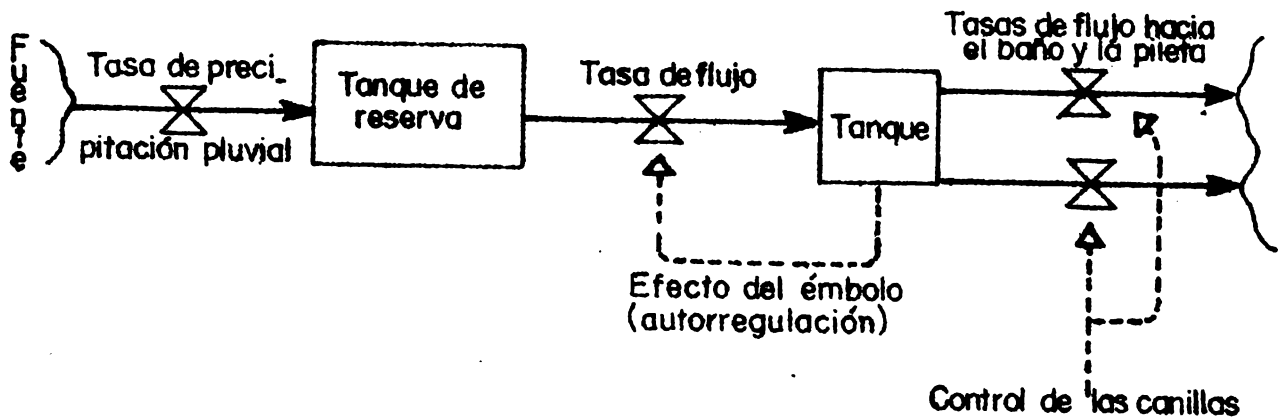 Fuente
Tasa de preci_
pitación pluvial
Tanque de
reserva
Tasa de flujo
Tanque
Tasas de flujo hacia
el baño y la pileta
Efecto del émbolo
(autorregulación)
Control de las canillas